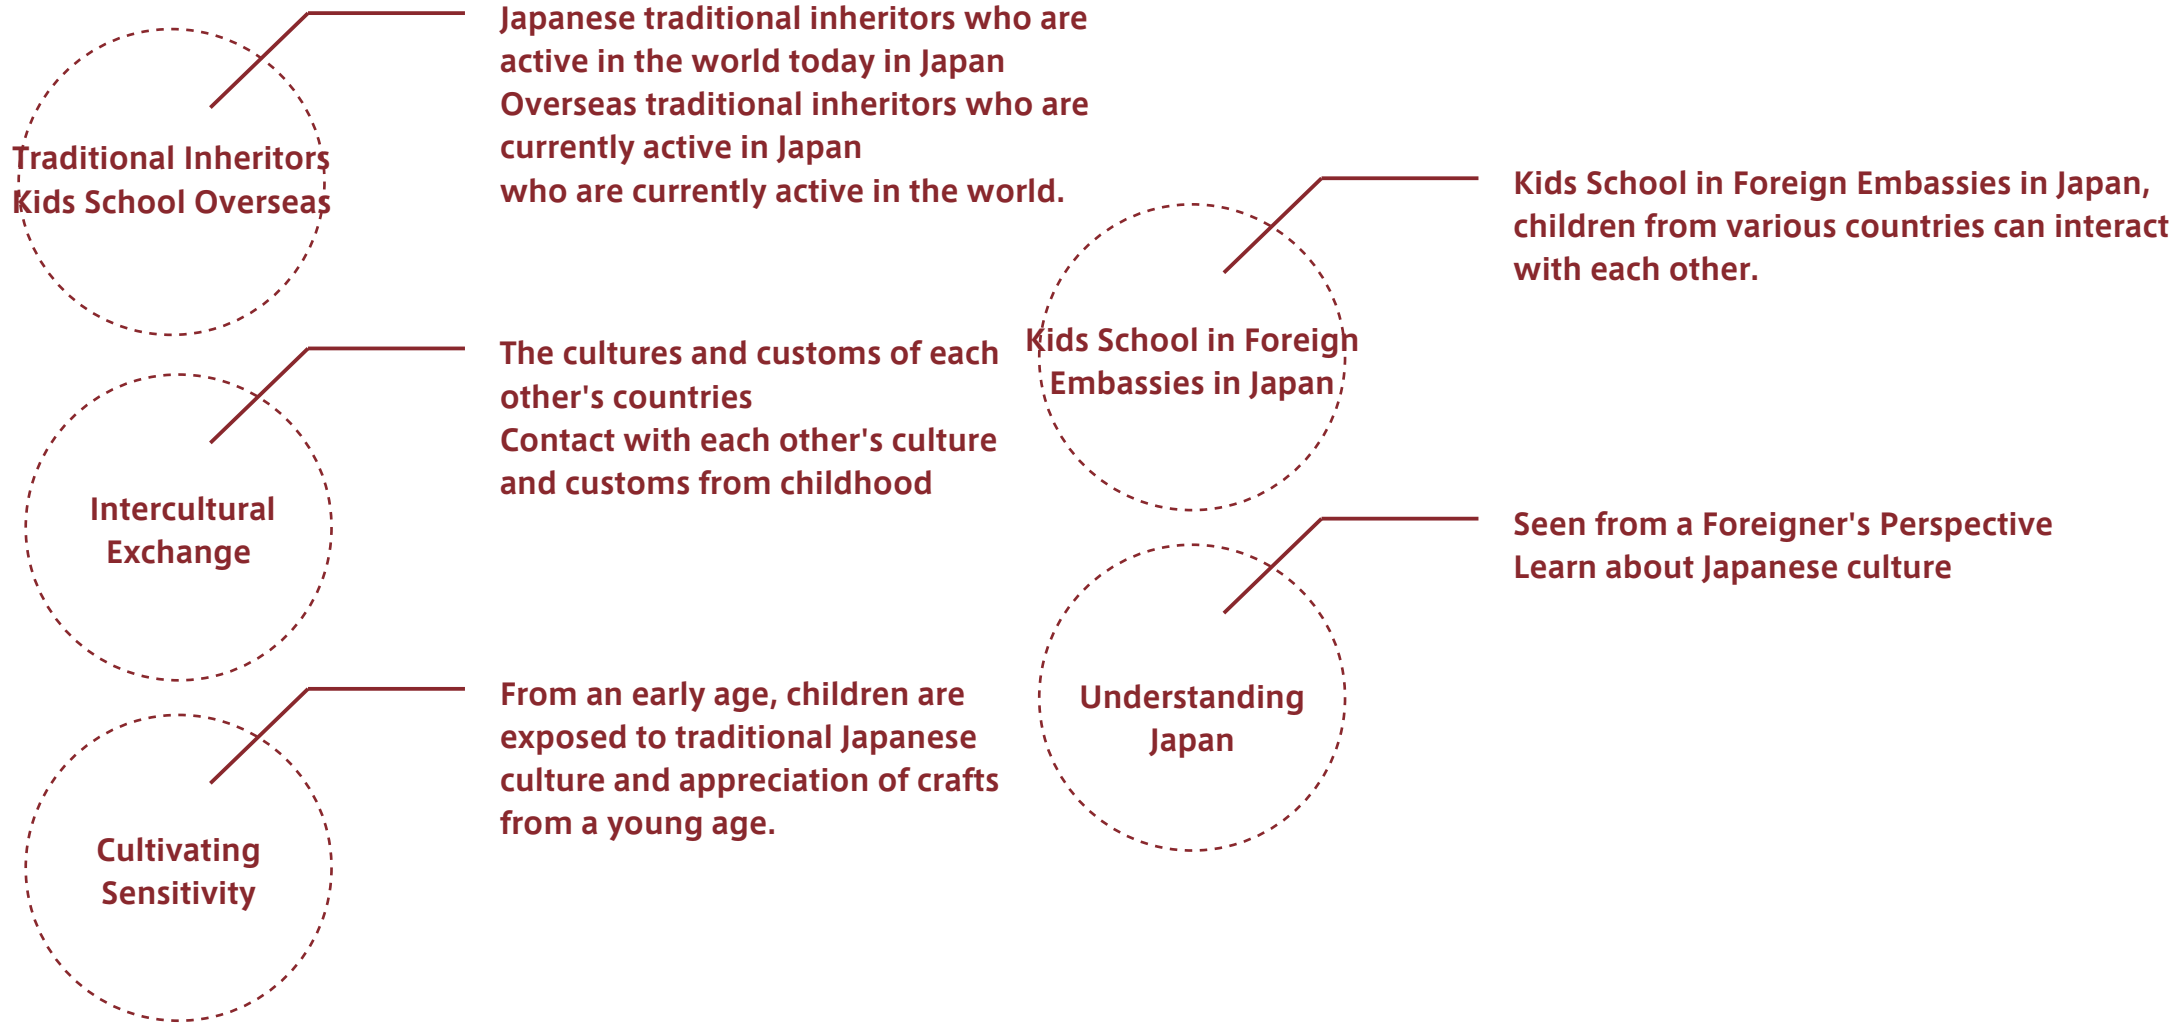 Traditional Inheritors
Kids School Overseas
Japanese traditional inheritors who are
active in the world today in Japan
Overseas traditional inheritors who are
currently active in Japan
who are currently active in the world.
Intercultural
Exchange
The cultures and customs of each
other's countries
Contact with each other's culture
and customs from childhood
Cultivating
Sensitivity
From an early age, children are
exposed to traditional Japanese
culture and appreciation of crafts
from a young age.
Kids School in Foreign
Embassies in Japan
Kids School in Foreign Embassies in Japan,
children from various countries can interact
with each other.
Understanding
Japan
Seen from a Foreigner's Perspective
Learn about Japanese culture